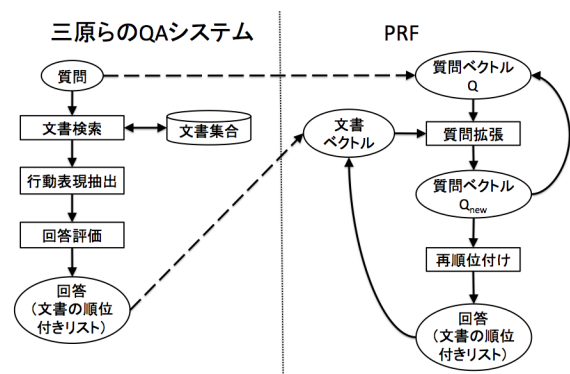 三原らのQAシステム
質問
文書検索
文書集合
行動表現抽出
回答評価
回答
(文書の順位
付きリスト)
PRF
質問ベクトル
Q
文書
ベクトル
質問拡張
質問ベクトル
Qnew
再順位付け
回答
(文書の順位
付きリスト)